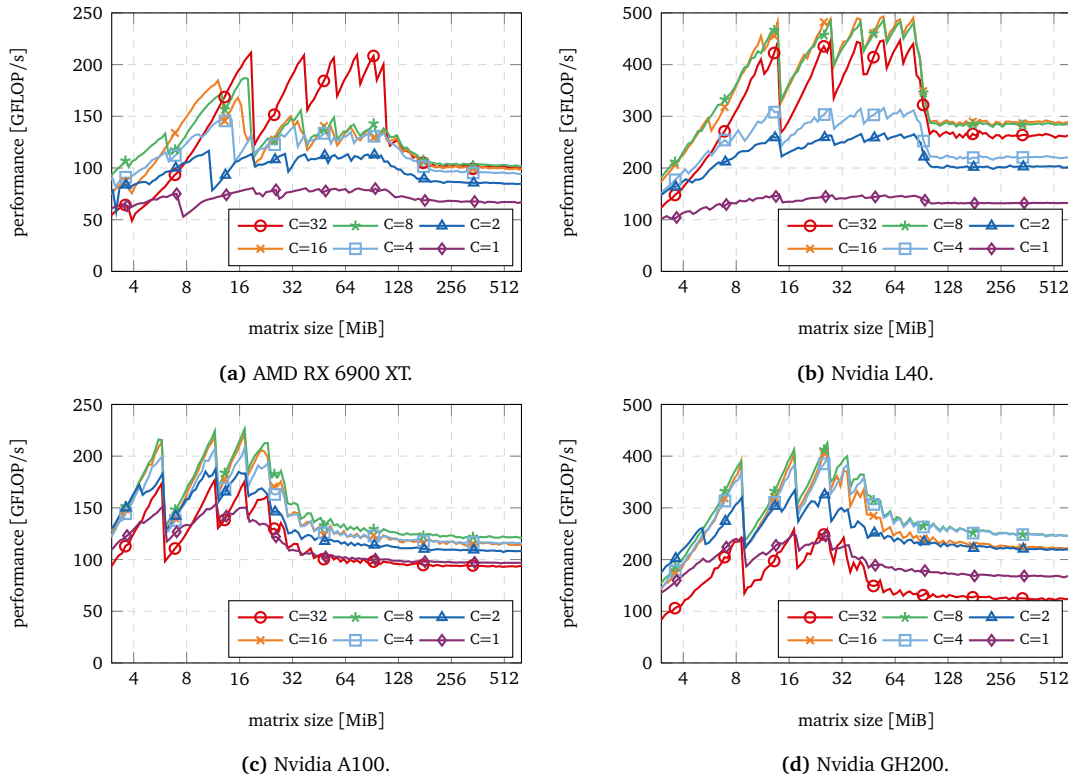 250
200
150
100
50
0
performance [GFLOP/s]
C=32 C=8 C=2
C=16 C=4 C=1
4 8 16 32 64 128 256 512
matrix size [MiB]
(a) AMD RX 6900 XT.
500
400
300
200
100
0
performance [GFLOP/s]
C=32 C=8 C=2
C=16 C=4 C=1
4 8 16 32 64 128 256 512
matrix size [MiB]
(b) Nvidia L40.
250
200
150
100
50
0
performance [GFLOP/s]
C=32 C=8 C=2
C=16 C=4 C=1
4 8 16 32 64 128 256 512
matrix size [MiB]
(c) Nvidia A100.
500
400
300
200
100
0
performance [GFLOP/s]
C=32 C=8 C=2
C=16 C=4 C=1
4 8 16 32 64 128 256 512
matrix size [MiB]
(d) Nvidia GH200.